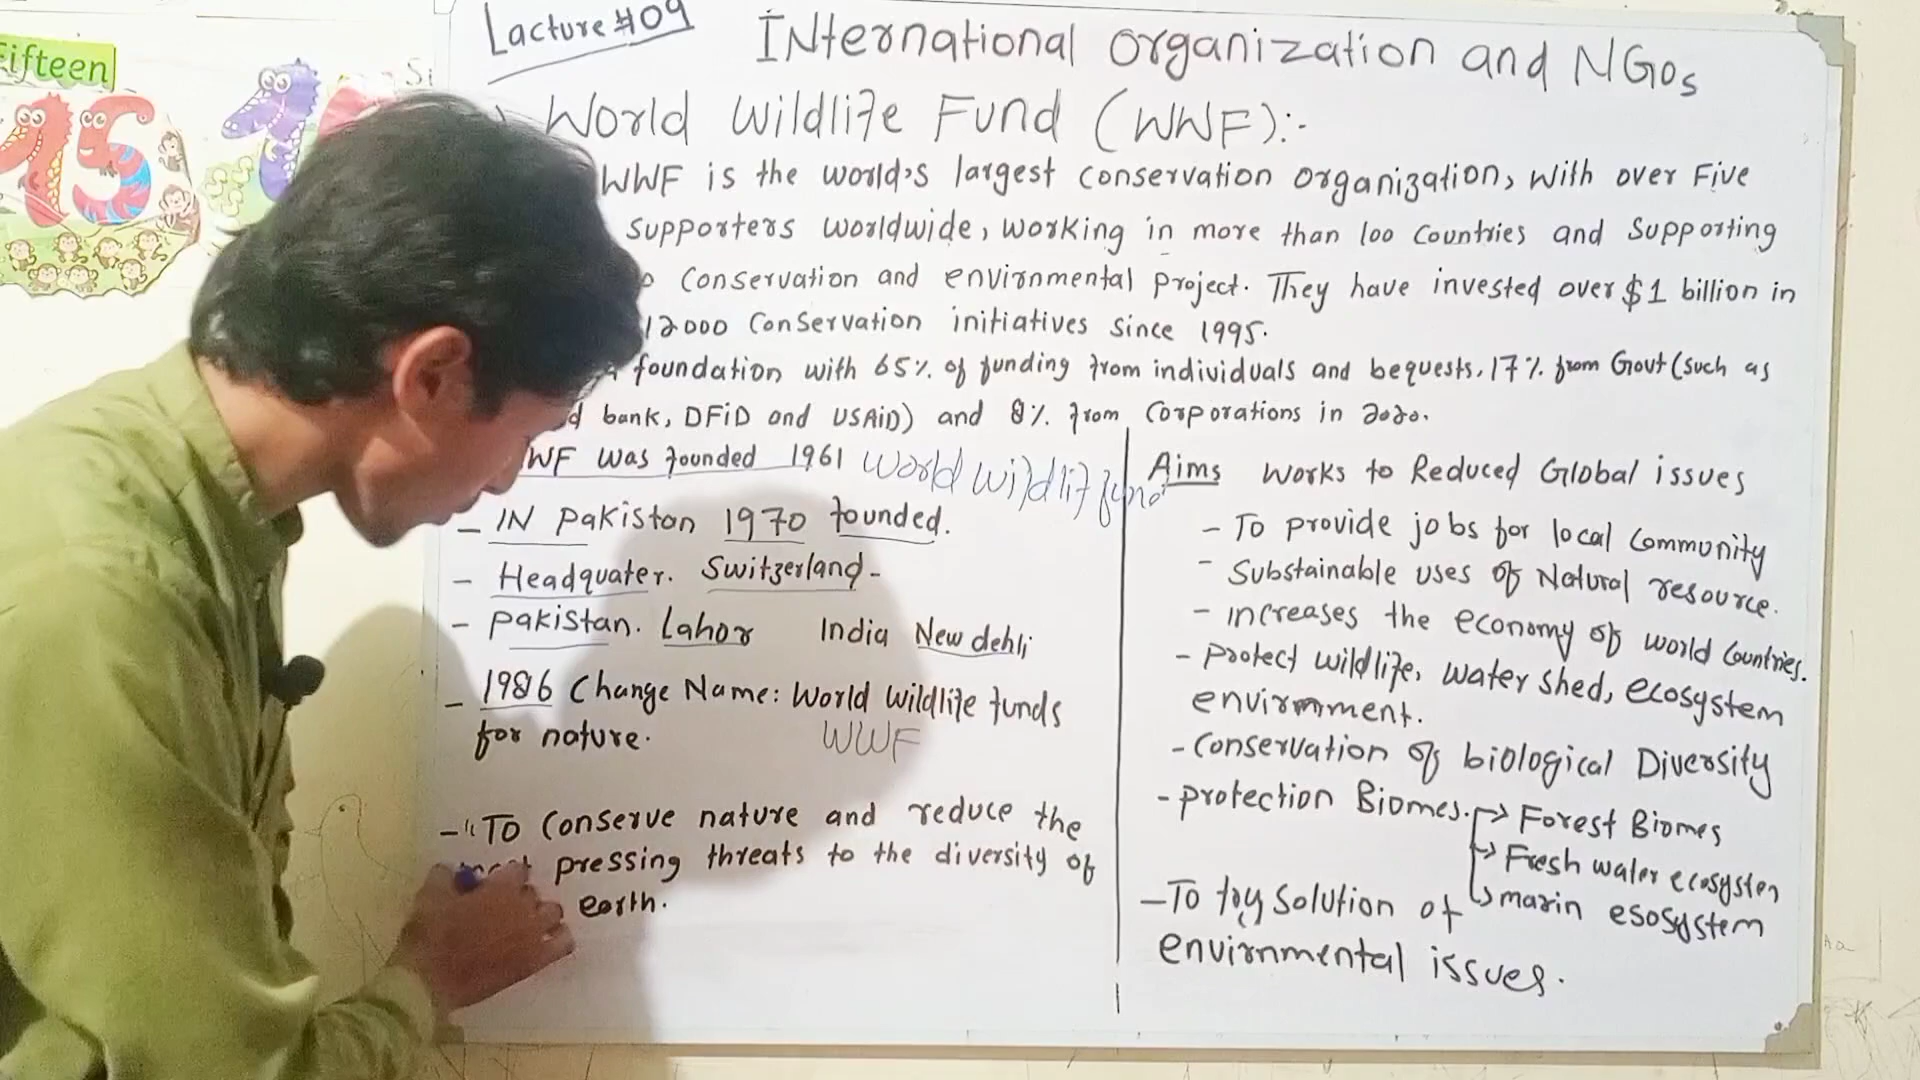 Lacture #09
INternational organization and NGOs
World Wildlife Fund (WWF):-
WWF is the world's largest conservation organization, with over Five
supporters worldwide, working in more than 100 Countries and Supporting
Conservation and envirnmental project. They have invested over $1 billion in
12000 Conservation initiatives since 1995.
foundation with 65% of funding from individuals and bequests, 17% from Govt (such as
bank, DFiD and USAiD) and 8% from Corporations in 2020.
WF was founded 1961 World Wildlif fund
- IN Pakistan 1970 founded.
- Headquater. Switzerland-
- Pakistan. Lahor India New dehli
- 1986 Change Name: World Wildlife funds
for nature. WWF
- "To Conserve nature and reduce the
pressing threats to the diversity of
earth.
Aims Works to Reduced Global issues
- To provide jobs for local Community
- Substainable uses of Natural resource.
- increases the economy of world Countries.
- Protect wildlife, water shed, ecosystem
envirnmment.
- Conservation of biological Diversity
- protection Biomes. → Forest Biomes
→ Fresh water ecosystem
→ marin esosystem
- To try Solution of
envirnmental issues.
Fifteen
15
Si
Aa